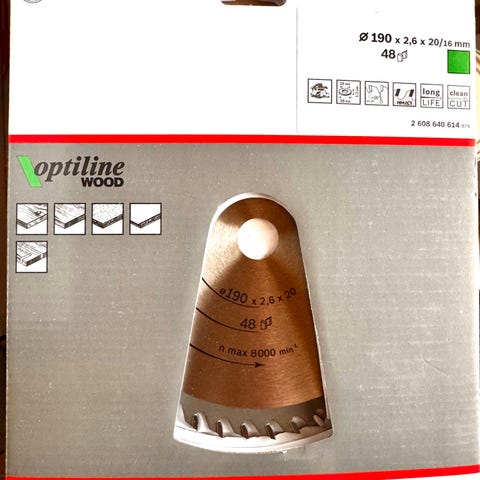 Ø 190 x 2,6 x 20/16 mm
48
long
LIFE
clean
CUT
2 608 640 614
optiline
WOOD
ø190 x 2,6 x 20
48
n max 8000 min⁻¹